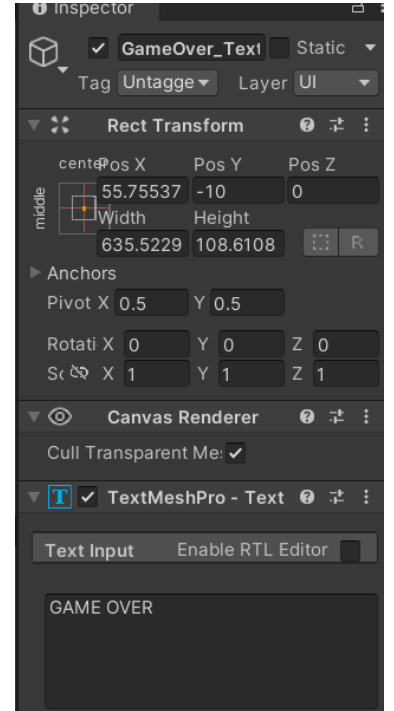 Inspector
GameOver_Text Static
Tag Untagge Layer UI
Rect Transform
center Pos X Pos Y Pos Z
middle
55.75537 -10 0
Width Height
635.5229 108.6108 R
Anchors
Pivot X 0.5 Y 0.5
Rotati X 0 Y 0 Z 0
Sc X 1 Y 1 Z 1
Canvas Renderer
Cull Transparent Me
T TextMeshPro - Text
Text Input Enable RTL Editor
GAME OVER